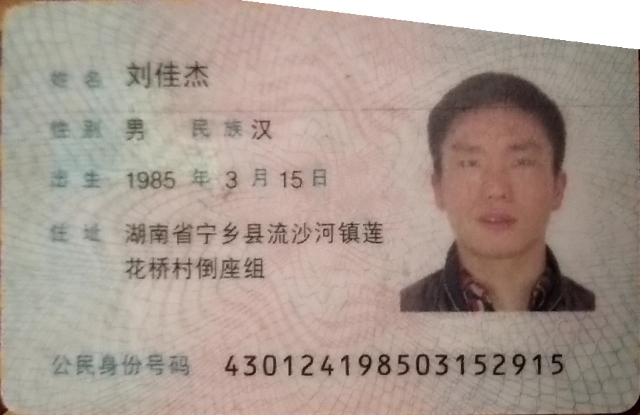 姓名 刘佳杰
性别 男 民族 汉
出生 1985 年 3 月 15 日
住址 湖南省宁乡县流沙河镇莲
花桥村倒座组
公民身份号码 430124198503152915